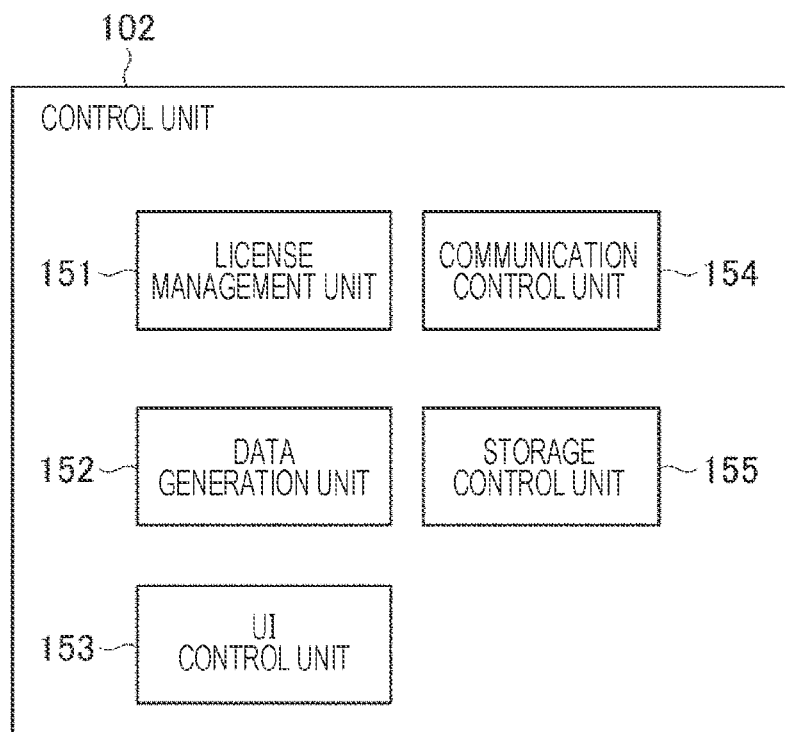 102
CONTROL UNIT
151
LICENSE
MANAGEMENT UNIT
COMMUNICATION
CONTROL UNIT
154
152
DATA
GENERATION UNIT
STORAGE
CONTROL UNIT
155
153
UI
CONTROL UNIT